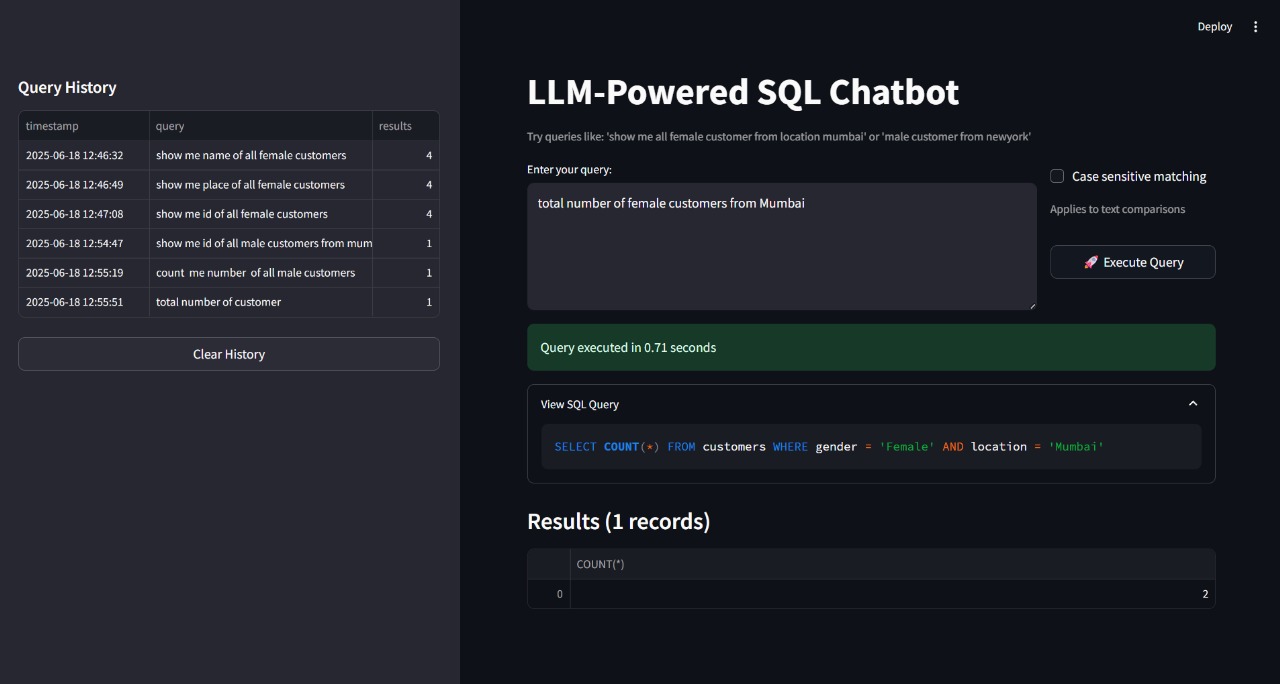 Deploy
Query History
timestamp query results
2025-06-18 12:46:32 show me name of all female customers 4
2025-06-18 12:46:49 show me place of all female customers 4
2025-06-18 12:47:08 show me id of all female customers 4
2025-06-18 12:54:47 show me id of all male customers from mum 1
2025-06-18 12:55:19 count me number of all male customers 1
2025-06-18 12:55:51 total number of customer 1
Clear History
LLM-Powered SQL Chatbot
Try queries like: 'show me all female customer from location mumbai' or 'male customer from newyork'
Enter your query:
total number of female customers from Mumbai
Case sensitive matching
Applies to text comparisons
🚀 Execute Query
Query executed in 0.71 seconds
View SQL Query
SELECT COUNT(*) FROM customers WHERE gender = 'Female' AND location = 'Mumbai'
Results (1 records)
COUNT(*)
0 2